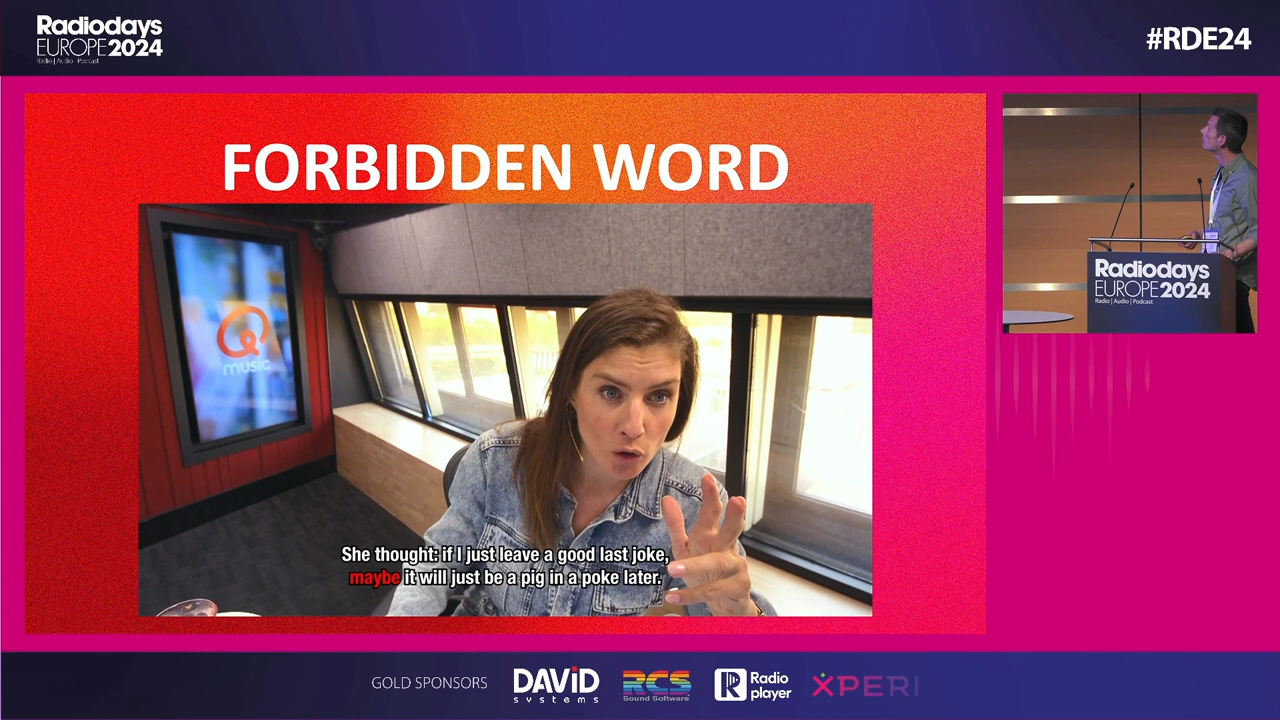 Radiodays
EUROPE 2024
Radio | Audio | Podcast
#RDE24
FORBIDDEN WORD
music
She thought: if I just leave a good last joke,
maybe it will just be a pig in a poke later.
Radiodays
EUROPE 2024
Radio | Audio | Podcast
GOLD SPONSORS
DAViD
systems
RCS
Sound Software
Radio
player
XPERI